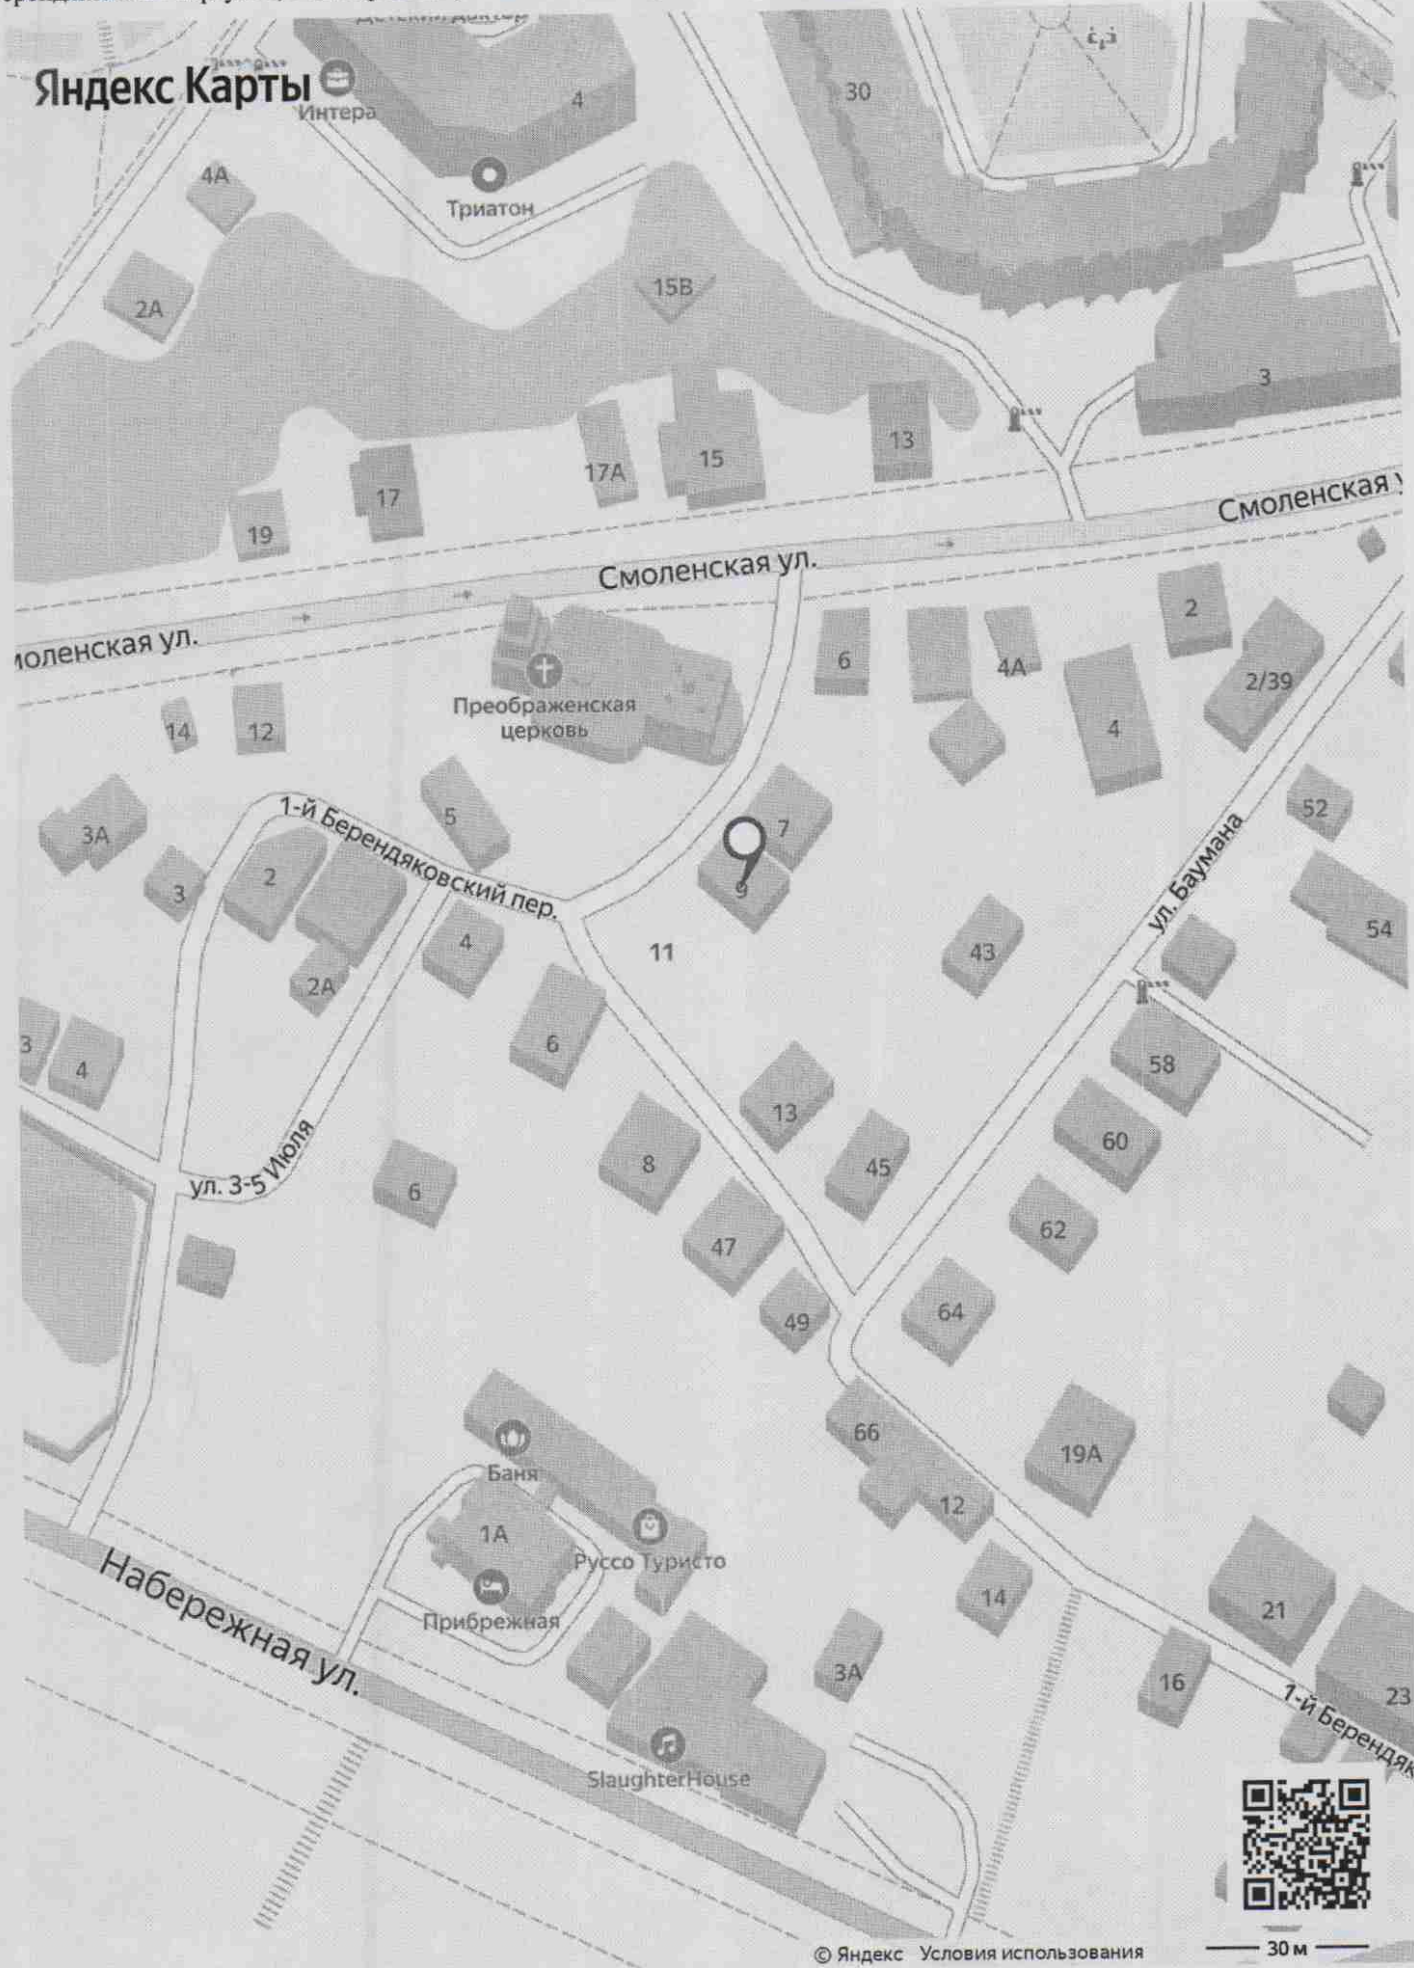 Детский доктор
Яндекс Карты
Интера
4
30
4А
Триатон
2А
15В
3
13
15
17А
17
19
Смоленская у
Смоленская ул.
моленская ул.
2
6
4А
2/39
Преображенская
церковь
14
12
4
52
1-й Берендяковский пер.
5
7
3А
ул. Баумана
2
3
9
54
4
11
43
2А
6
3
4
58
13
60
ул. 3-5 Июля
8
45
6
62
47
64
49
66
19А
Баня
12
1А
Руссо Туристо
Набережная ул.
Прибрежная
14
21
3А
16
23
1-й Берендяк
SlaughterHouse
© Яндекс Условия использования
30 м